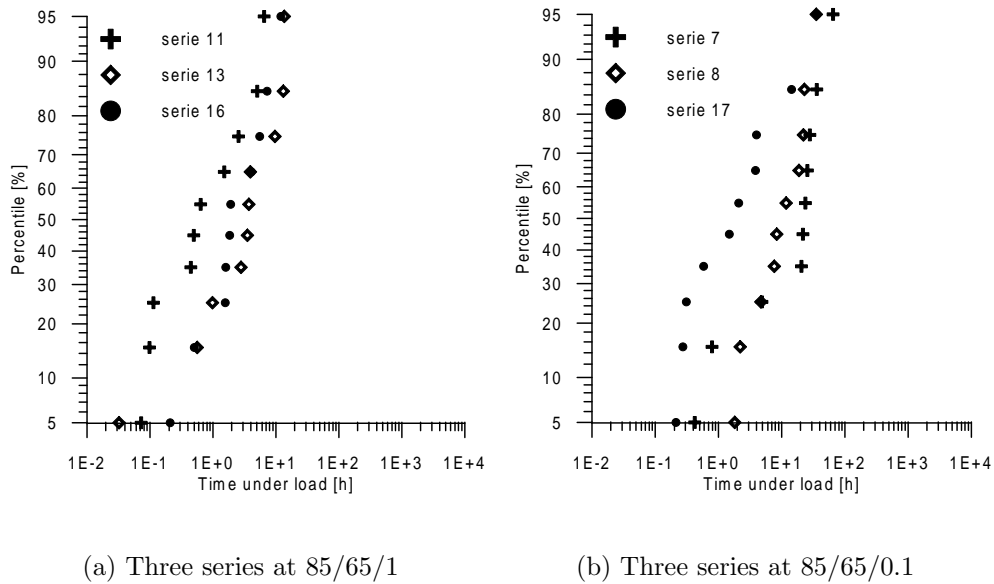 95
90
80
70
60
50
40
30
20
10
5
Percentile [%]
serie 11
serie 13
serie 16
1E-2 1E-1 1E+0 1E+1 1E+2 1E+3 1E+4
Time under load [h]
(a) Three series at 85/65/1
95
90
80
70
60
50
40
30
20
10
5
Percentile [%]
serie 7
serie 8
serie 17
1E-2 1E-1 1E+0 1E+1 1E+2 1E+3 1E+4
Time under load [h]
(b) Three series at 85/65/0.1